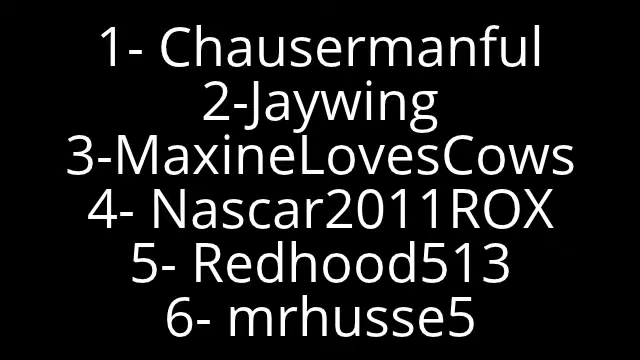 1- Chausermanful
2-Jaywing
3-MaxineLovesCows
4- Nascar2011ROX
5- Redhood513
6- mrhusse5